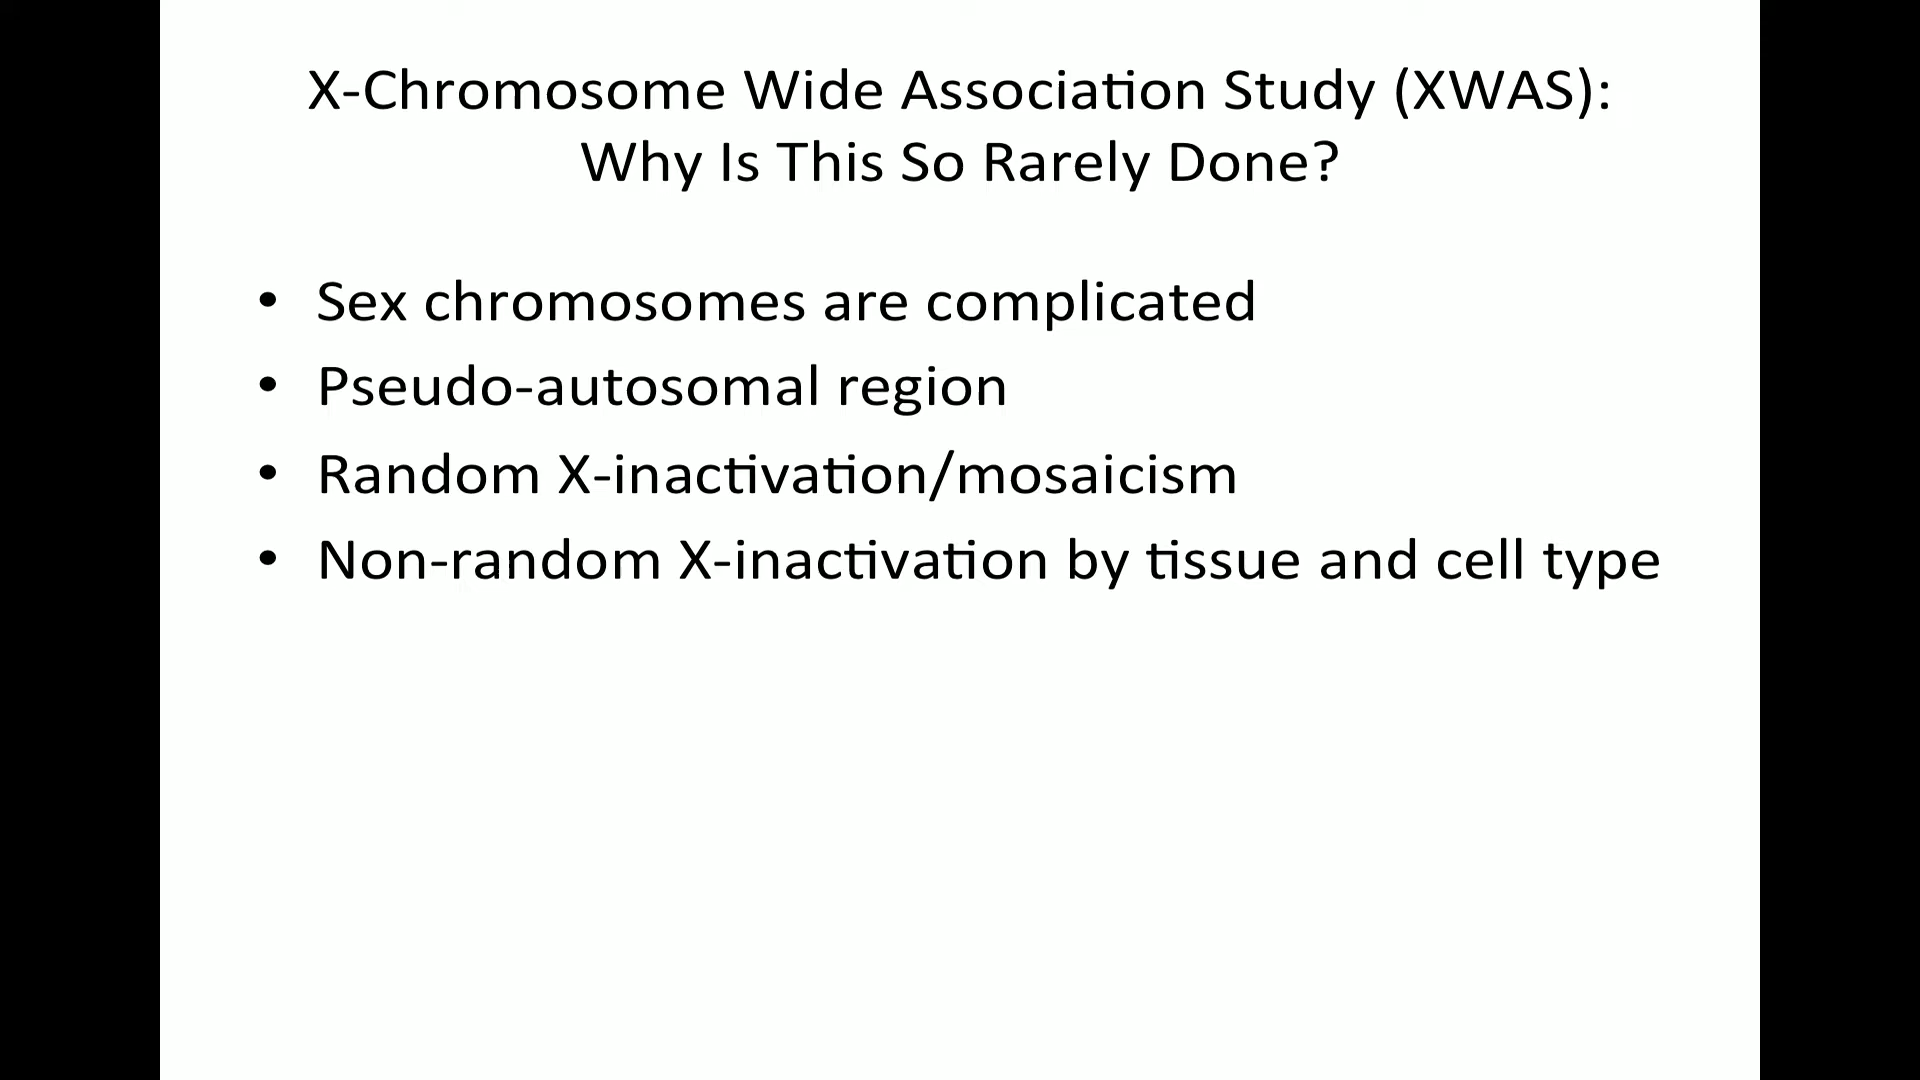 X-Chromosome Wide Association Study (XWAS):
Why Is This So Rarely Done?
• Sex chromosomes are complicated
• Pseudo-autosomal region
• Random X-inactivation/mosaicism
• Non-random X-inactivation by tissue and cell type